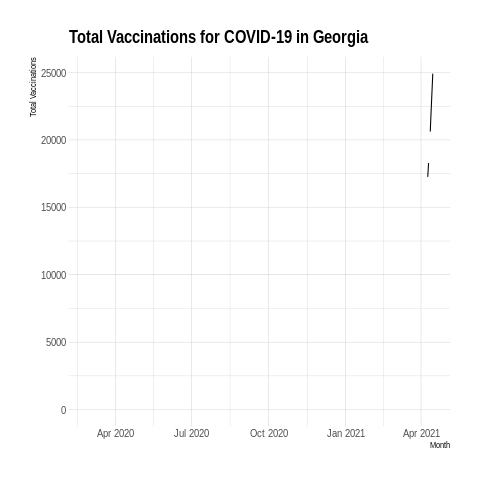 Total Vaccinations for COVID-19 in Georgia
Total Vaccinations
25000
20000
15000
10000
5000
0
Apr 2020 Jul 2020 Oct 2020 Jan 2021 Apr 2021
Month